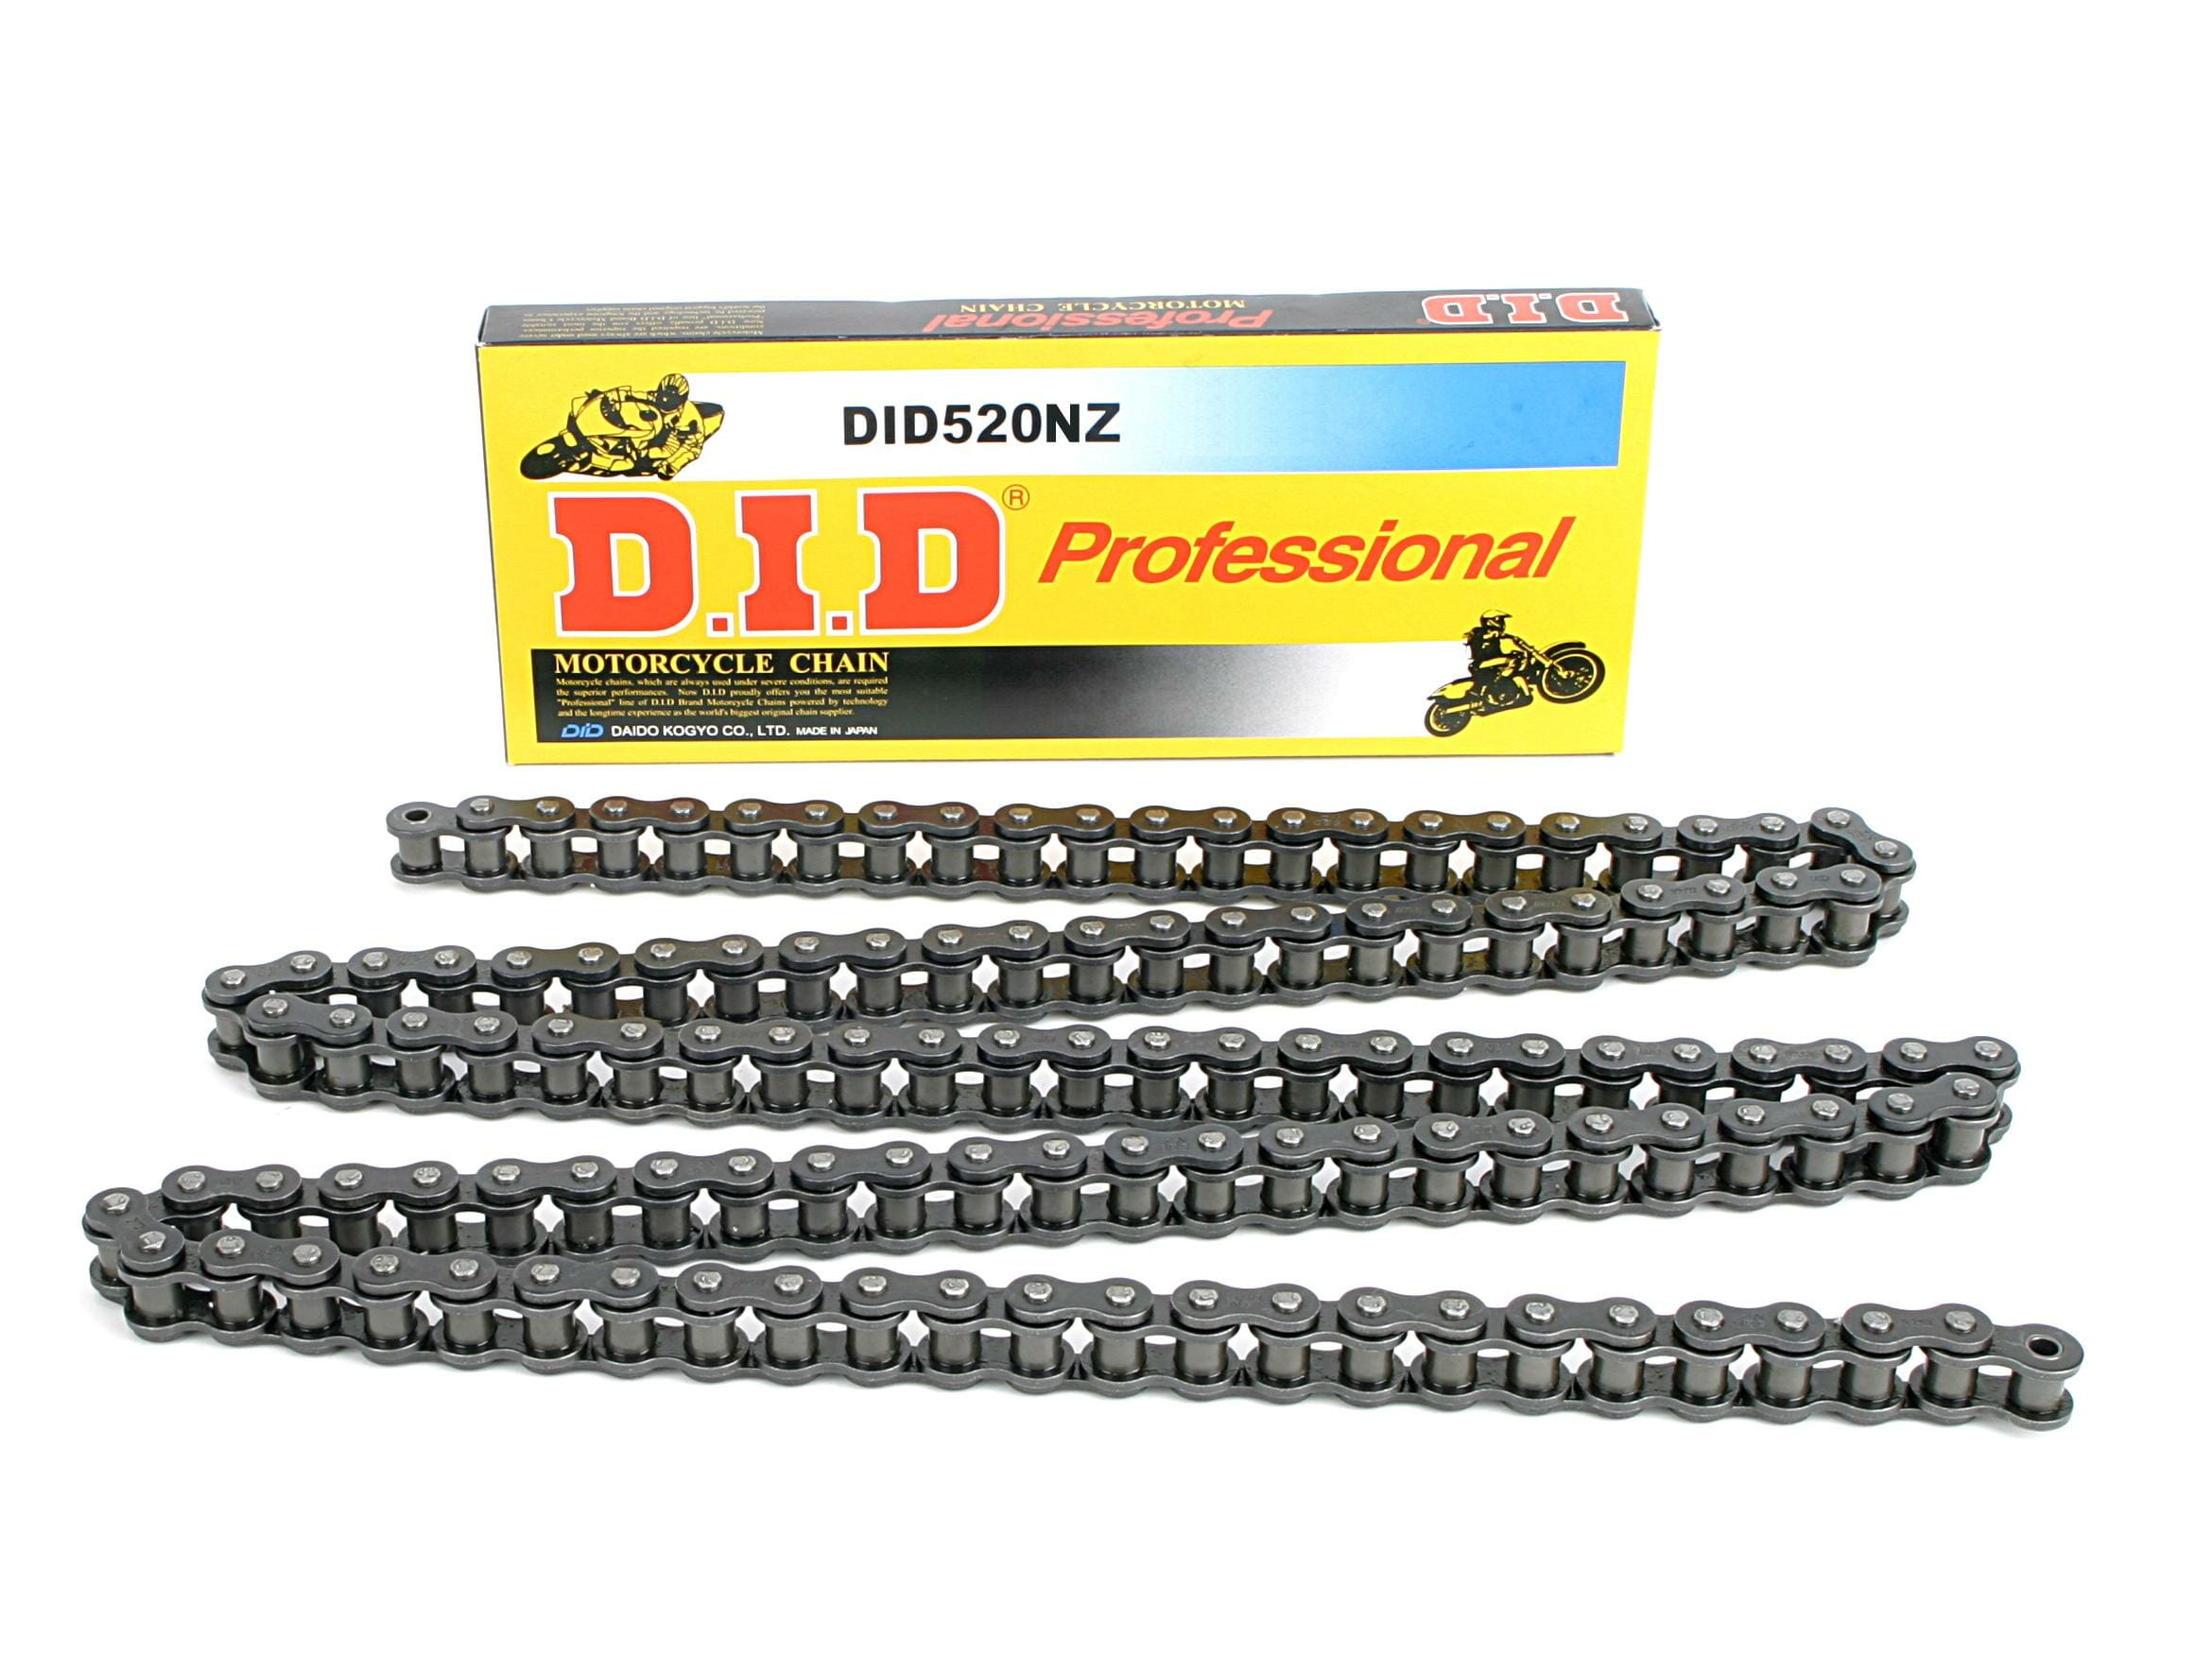 D.I.D
Professional
MOTORCYCLE CHAIN
DID520NZ
D.I.D®
Professional
MOTORCYCLE CHAIN
Motorcycle chains, which are always used under severe conditions, are required
the superior performances. Now D.I.D proudly offers you the most suitable
"Professional" line of D.I.D Brand Motorcycle Chains powered by technology
and the longtime experience as the world's biggest original chain supplier.
DID DAIDO KOGYO CO., LTD. MADE IN JAPAN